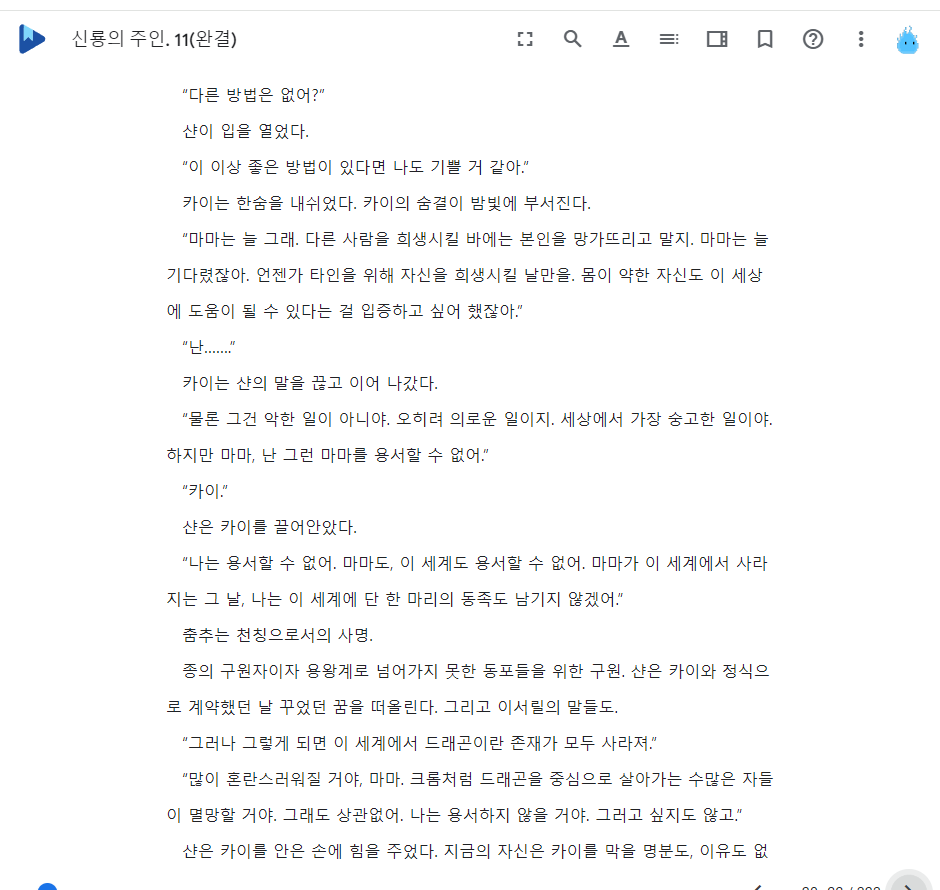 신룡의 주인. 11(완결)
“다른 방법은 없어?”
샨이 입을 열었다.
“이 이상 좋은 방법이 있다면 나도 기쁠 거 같아.”
카이는 한숨을 내쉬었다. 카이의 숨결이 밤빛에 부서진다.
“마마는 늘 그래. 다른 사람을 희생시킬 바에는 본인을 망가뜨리고 말지. 마마는 늘
기다렸잖아. 언젠가 타인을 위해 자신을 희생시킬 날만을. 몸이 약한 자신도 이 세상
에 도움이 될 수 있다는 걸 입증하고 싶어 했잖아.”
“난…….”
카이는 샨의 말을 끊고 이어 나갔다.
“물론 그건 악한 일이 아니야. 오히려 의로운 일이지. 세상에서 가장 숭고한 일이야.
하지만 마마, 난 그런 마마를 용서할 수 없어.”
“카이.”
샨은 카이를 끌어안았다.
“나는 용서할 수 없어. 마마도, 이 세계도 용서할 수 없어. 마마가 이 세계에서 사라
지는 그 날, 나는 이 세계에 단 한 마리의 동족도 남기지 않겠어.”
춤추는 천칭으로서의 사명.
종의 구원자이자 용왕계로 넘어가지 못한 동포들을 위한 구원. 샨은 카이와 정식으
로 계약했던 날 꾸었던 꿈을 떠올린다. 그리고 이서릴의 말들도.
“그러나 그렇게 되면 이 세계에서 드래곤이란 존재가 모두 사라져.”
“많이 혼란스러워질 거야, 마마. 크롬처럼 드래곤을 중심으로 살아가는 수많은 자들
이 멸망할 거야. 그래도 상관없어. 나는 용서하지 않을 거야. 그러고 싶지도 않고.”
샨은 카이를 안은 손에 힘을 주었다. 지금의 자신은 카이를 막을 명분도, 이유도 없